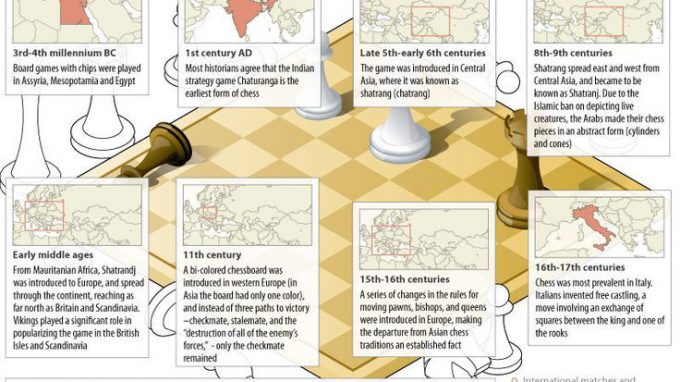 3rd-4th millennium BC
Board games with chips were played
in Assyria, Mesopotamia and Egypt
1st century AD
Most historians agree that the Indian
strategy game Chaturanga is the
earliest form of chess
Late 5th-early 6th centuries
The game was introduced in Central
Asia, where it was known as
shatrang (chatrang)
8th-9th centuries
Shatrang spread east and west from
Central Asia, and became to be
known as Shatranj. Due to the
Islamic ban on depicting live
creatures, the Arabs made their chess
pieces in an abstract form (cylinders
and cones)
Early middle ages
From Mauritanian Africa, Shatrandj
was introduced to Europe, and spread
through the continent, reaching as
far north as Britain and Scandinavia.
Vikings played a significant role in
popularizing the game in the British
Isles and Scandinavia
11th century
A bi-colored chessboard was
introduced in western Europe (in
Asia the board had only one color),
and instead of three paths to victory
–checkmate, stalemate, and the
"destruction of all of the enemy's
forces," - only the checkmate
remained
15th-16th centuries
A series of changes in the rules for
moving pawns, bishops, and queens
were introduced in Europe, making
the departure from Asian chess
traditions an established fact
16th-17th centuries
Chess was most prevalent in Italy.
Italians invented free castling, a
move involving an exchange of
squares between the king and one of
the rooks
International matches and